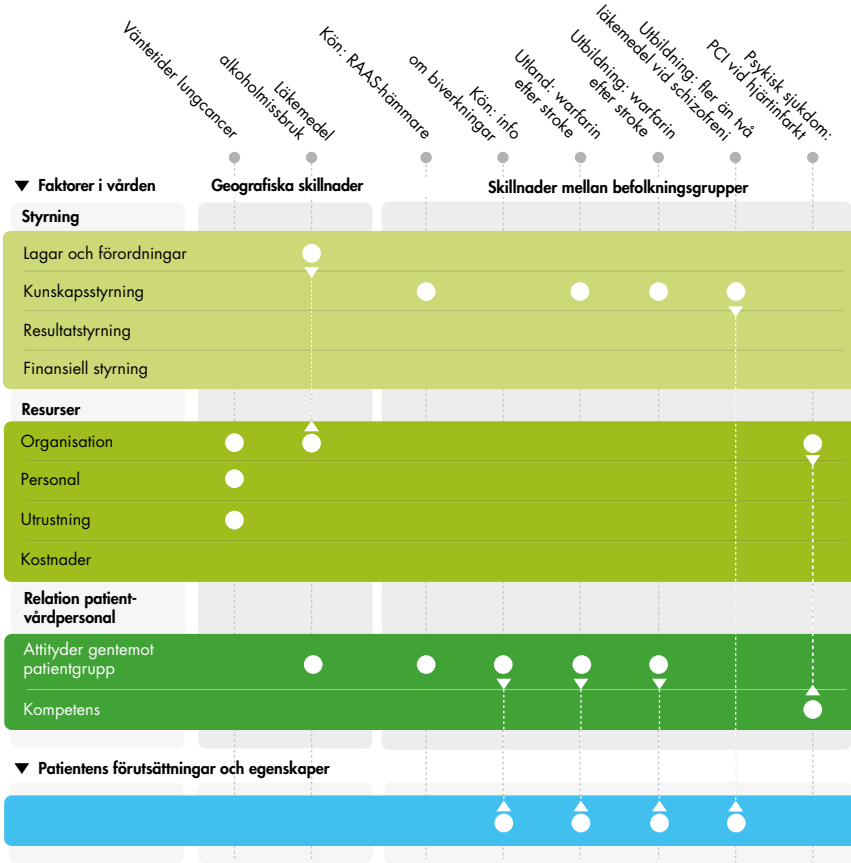 Väntetider lungcancer
Läkemedel
alkoholmissbruk
Kön: RAAS-hämmare
Kön: info
om biverkningar
Utland: warfarin
efter stroke
Utbildning: warfarin
efter stroke
Utbildning: fler än två
läkemedel vid schizofreni
Psykisk sjukdom:
PCI vid hjärtinfarkt
▼ Faktorer i vården
Geografiska skillnader
Skillnader mellan befolkningsgrupper
Styrning
Lagar och förordningar
Kunskapsstyrning
Resultatstyrning
Finansiell styrning
Resurser
Organisation
Personal
Utrustning
Kostnader
Relation patient-
vårdpersonal
Attityder gentemot
patientgrupp
Kompetens
▼ Patientens förutsättningar och egenskaper